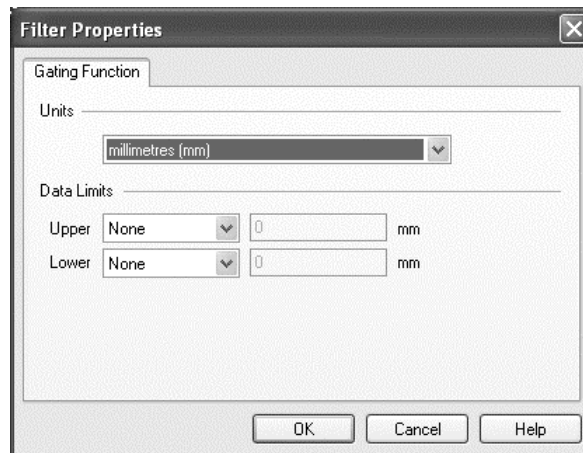 Filter Properties
Gating Function
Units
millimetres (mm)
Data Limits
Upper None 0 mm
Lower None 0 mm
OK Cancel Help